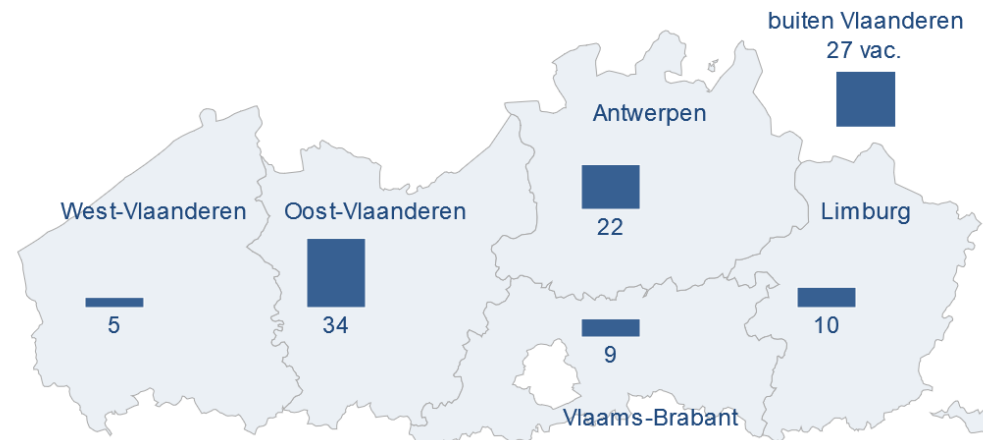 buiten Vlaanderen
27 vac.
Antwerpen
22
West-Vlaanderen
5
Oost-Vlaanderen
34
Limburg
10
9
Vlaams-Brabant